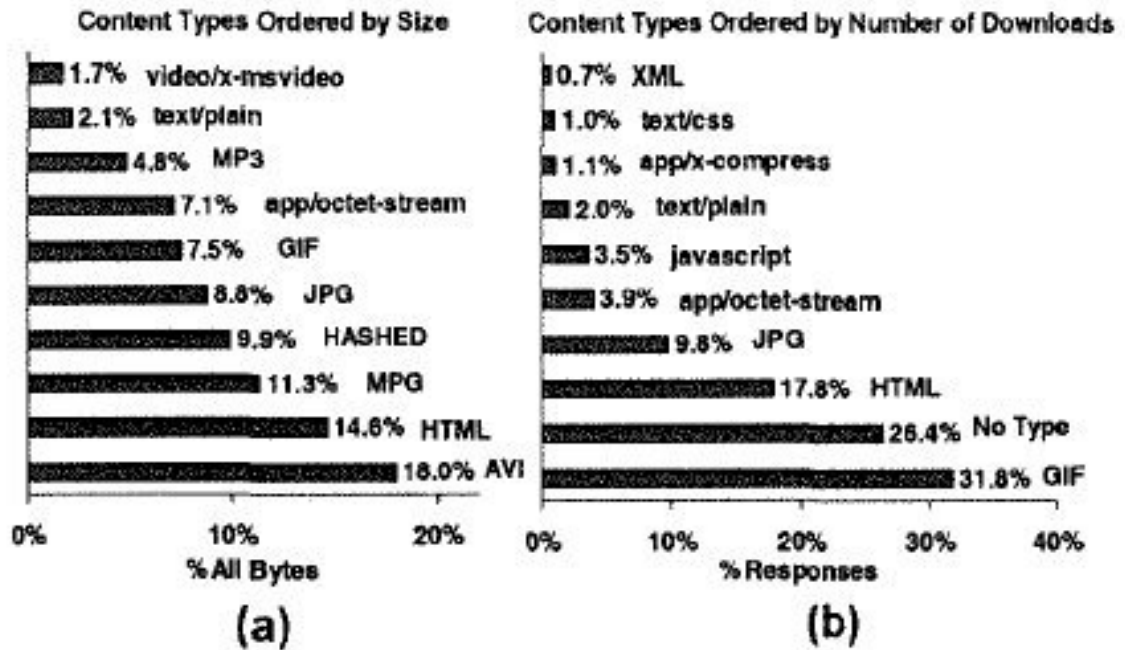 Content Types Ordered by Size
1.7% video/x-msvideo
2.1% text/plain
4.8% MP3
7.1% app/octet-stream
7.5% GIF
8.8% JPG
9.9% HASHED
11.3% MPG
14.6% HTML
18.0% AVI
0% 10% 20%
% All Bytes
(a)
Content Types Ordered by Number of Downloads
0.7% XML
1.0% text/css
1.1% app/x-compress
2.0% text/plain
3.5% javascript
3.9% app/octet-stream
9.8% JPG
17.8% HTML
26.4% No Type
31.8% GIF
0% 10% 20% 30% 40%
% Responses
(b)